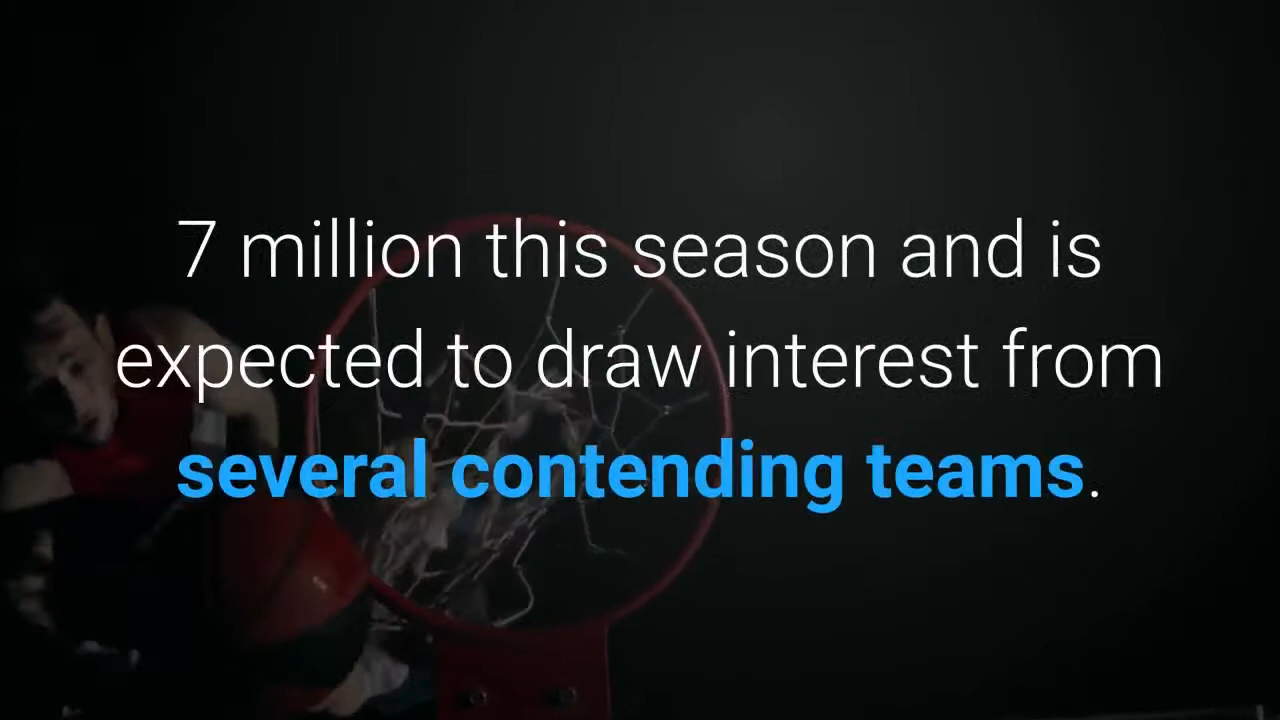 7 million this season and is
expected to draw interest from
several contending teams.